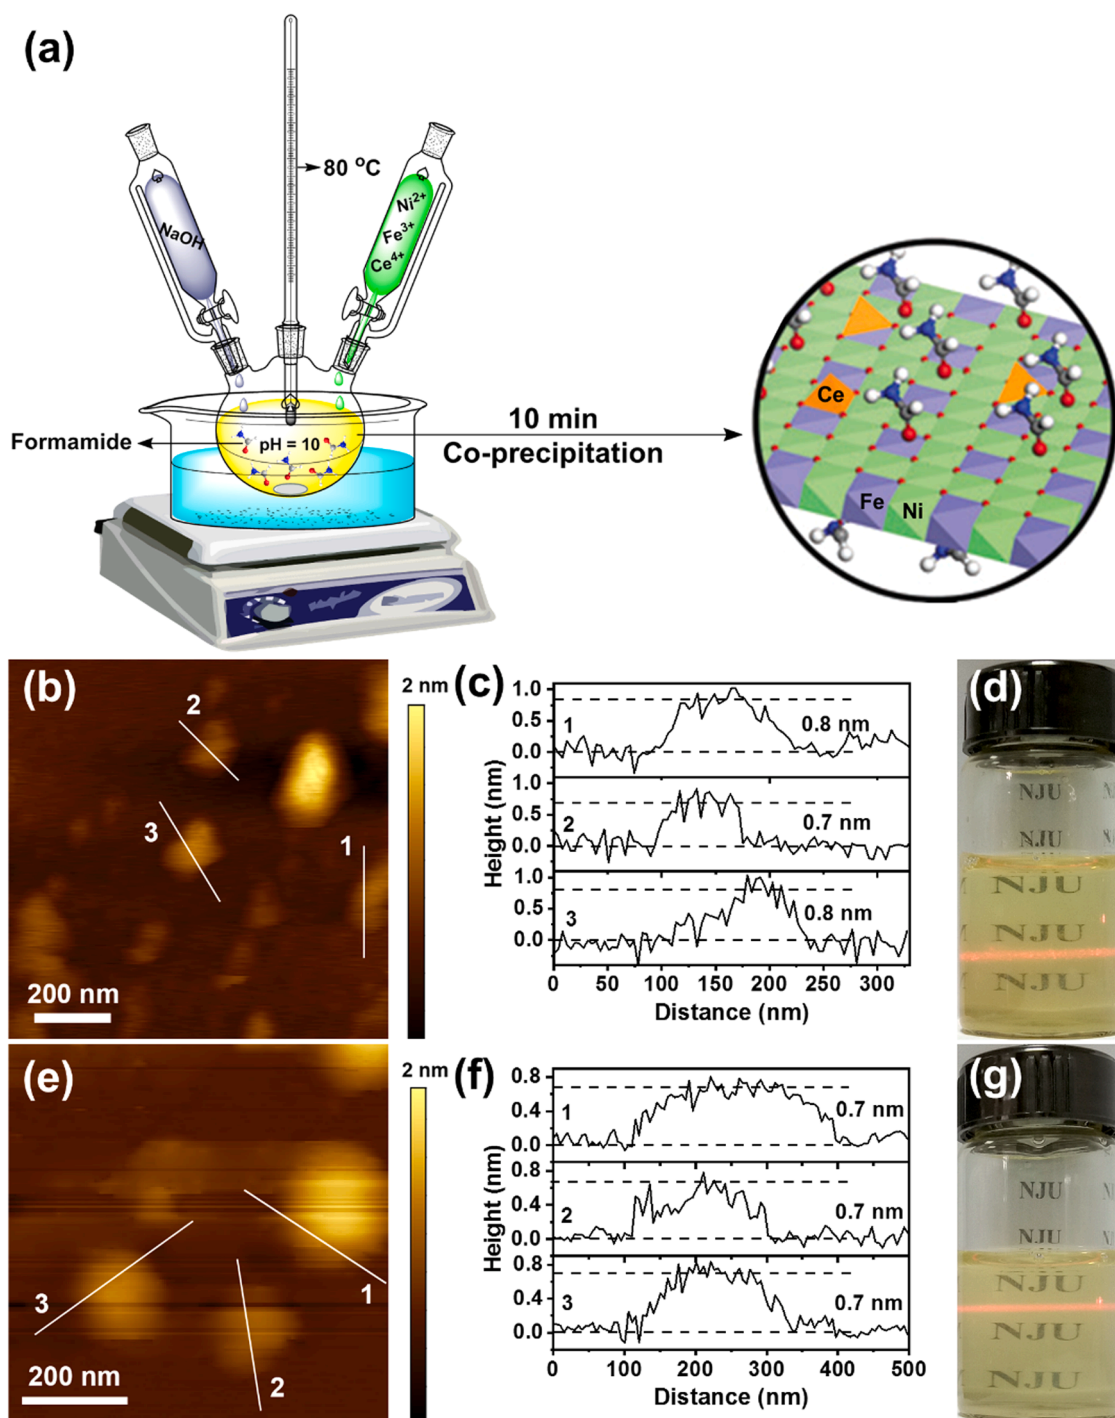 (a)
80 °C
NaOH
Ni2+
Fe3+
Ce4+
Formamide
pH = 10
10 min
Co-precipitation
Ce
Fe
Ni
(b)
2
3
1
200 nm
2 nm
(c)
Height (nm)
1.0
0.5
0.0
1
0.8 nm
1.0
0.5
0.0
2
0.7 nm
1.0
0.5
0.0
3
0.8 nm
0 50 100 150 200 250 300
Distance (nm)
(d)
NJU
NJU
NJU
NJU
NJU
(e)
3
1
2
200 nm
2 nm
(f)
Height (nm)
0.8
0.4
0.0
1
0.7 nm
0.8
0.4
0.0
2
0.7 nm
0.8
0.4
0.0
3
0.7 nm
0 100 200 300 400 500
Distance (nm)
(g)
NJU
NJU
NJU
NJU
NJU